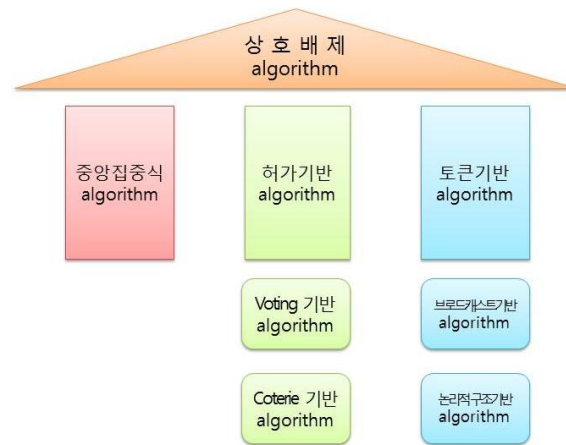 상 호 배 제
algorithm
중앙집중식
algorithm
허가기반
algorithm
토큰기반
algorithm
Voting 기반
algorithm
브로드캐스트기반
algorithm
Coterie 기반
algorithm
논리적구조기반
algorithm